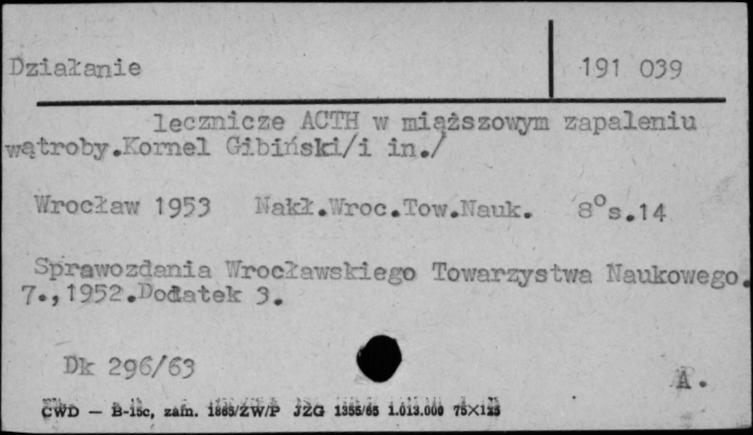 Działanie
191 039
lecznicze ACTH w miąższowym zapaleniu
wątroby.Kornel Gibiński/i in./
Wrocław 1953 Nakł.Wroc.Tow.Nauk. 8°s.14
Sprawozdania Wrocławskiego Towarzystwa Naukowego.
7.,1952.Dodatek 3.
Dk 296/63
A.
CWD — B-15c, zam. 1865/ZW/P JZG 1355/65 1.013.000 75×125